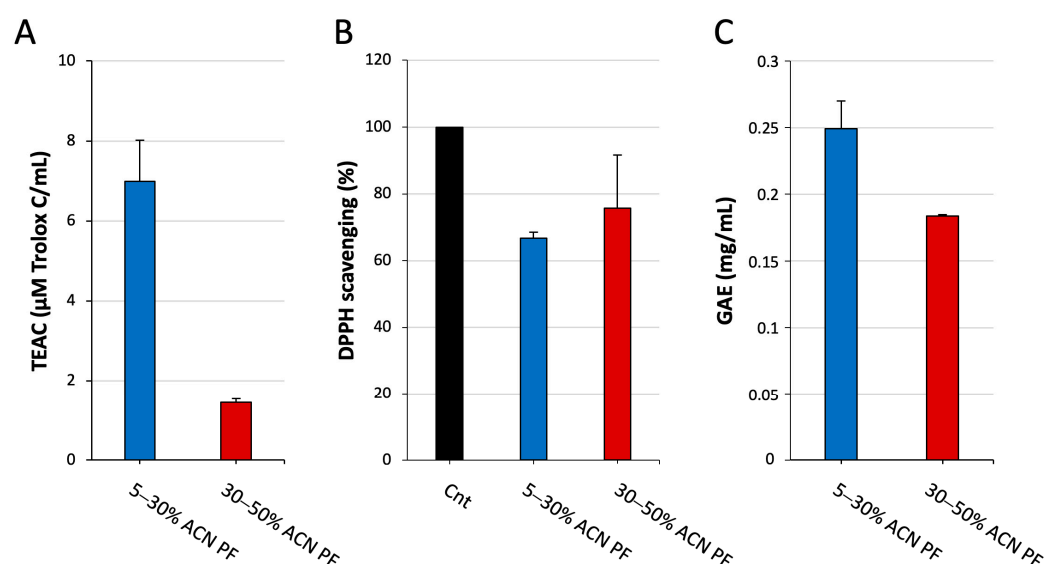 A
TEAC (µM Trolox C/mL)
10
8
6
4
2
0
5–30% ACN PF
30–50% ACN PF
B
DPPH scavenging (%)
120
100
80
60
40
20
0
Cnt
5–30% ACN PF
30–50% ACN PF
C
GAE (mg/mL)
0.3
0.25
0.2
0.15
0.1
0.05
0
5–30% ACN PF
30–50% ACN PF